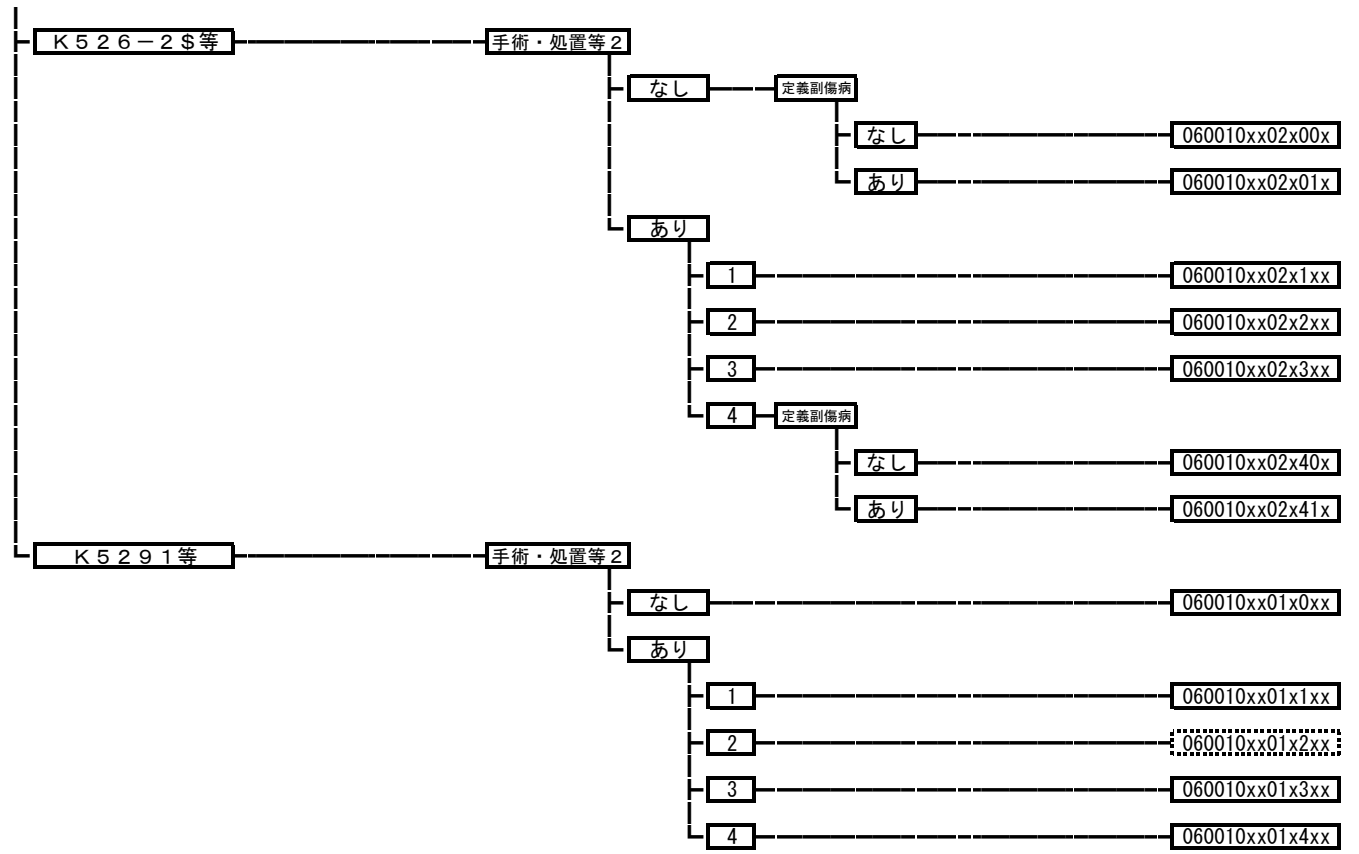 Ｋ５２６－２＄等 手術・処置等２
なし 定義副傷病
なし 060010xx02x00x
あり 060010xx02x01x
あり
1 060010xx02x1xx
2 060010xx02x2xx
3 060010xx02x3xx
4 定義副傷病
なし 060010xx02x40x
あり 060010xx02x41x
Ｋ５２９１等 手術・処置等２
なし 060010xx01x0xx
あり
1 060010xx01x1xx
2 060010xx01x2xx
3 060010xx01x3xx
4 060010xx01x4xx